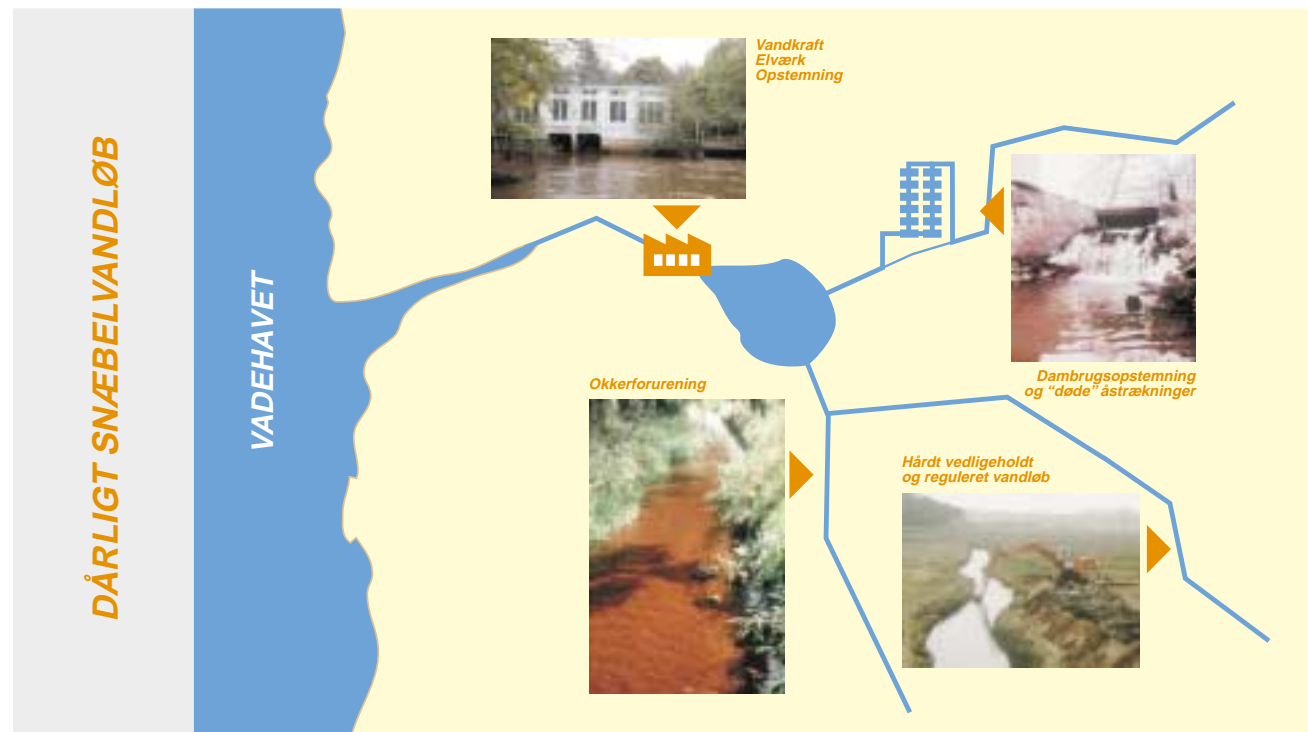 DÅRLIGT SNÆBELVANDLØB
VADEHAVET
Vandkraft
Elværk
Opstemning
Dambrugsopstemning
og “døde” åstrækninger
Okkerforurening
Hårdt vedligeholdt
og reguleret vandløb